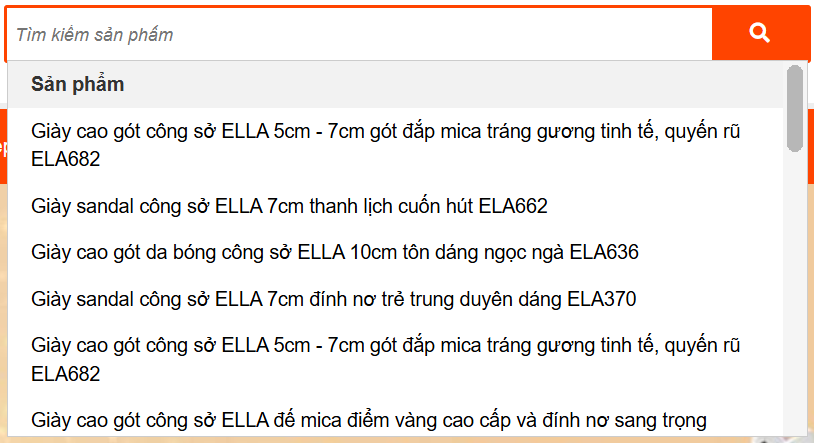 Tìm kiếm sản phẩm
Sản phẩm
Giày cao gót công sở ELLA 5cm - 7cm gót đắp mica tráng gương tinh tế, quyến rũ
ELA682
Giày sandal công sở ELLA 7cm thanh lịch cuốn hút ELA662
Giày cao gót da bóng công sở ELLA 10cm tôn dáng ngọc ngà ELA636
Giày sandal công sở ELLA 7cm đính nơ trẻ trung duyên dáng ELA370
Giày cao gót công sở ELLA 5cm - 7cm gót đắp mica tráng gương tinh tế, quyến rũ
ELA682
Giày cao gót công sở ELLA đế mica điểm vàng cao cấp và đính nơ sang trọng